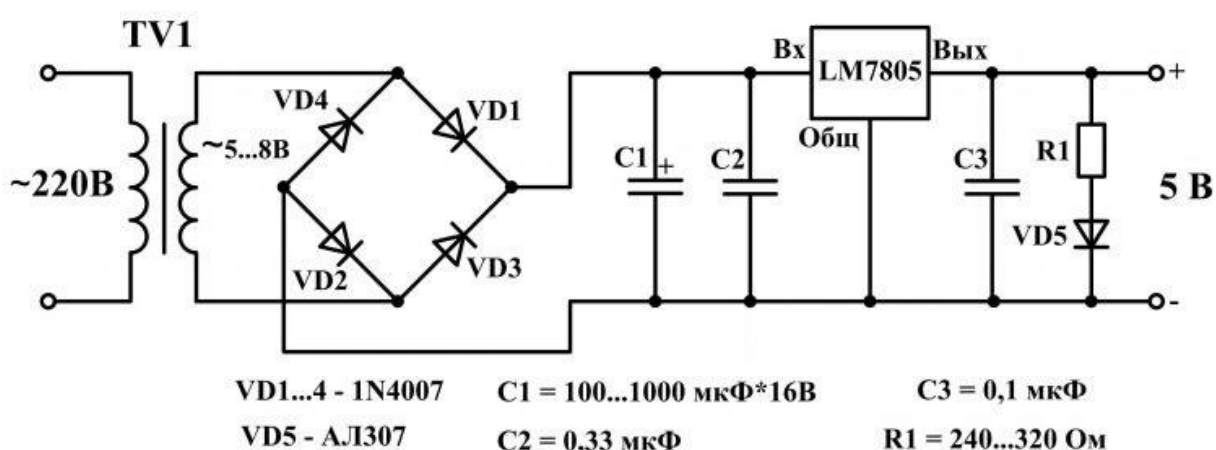 TV1
~220В
~5...8В
VD4
VD1
VD2
VD3
C1
+
C2
Вх
LM7805
Вых
Общ
C3
R1
VD5
+
5 В
-
VD1...4 - 1N4007
C1 = 100...1000 мкФ*16В
C3 = 0,1 мкФ
VD5 - АЛ307
C2 = 0,33 мкФ
R1 = 240...320 Ом